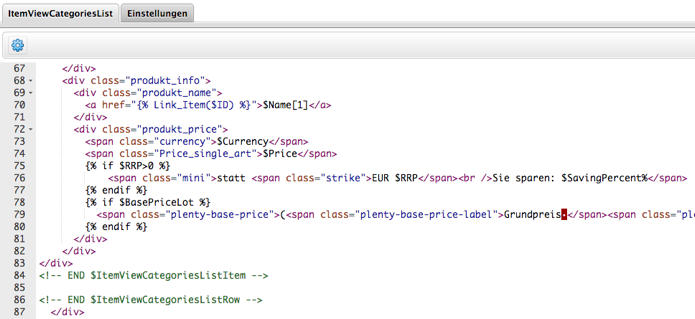 ItemViewCategoriesList Einstellungen
67 </div>
68 <div class="produkt_info">
69 <div class="produkt_name">
70 <a href="{% Link_Item($ID) %}">$Name[1]</a>
71 </div>
72 <div class="produkt_price">
73 <span class="currency">$Currency</span>
74 <span class="Price_single_art">$Price</span>
75 {% if $RRP>0 %}
76 <span class="mini">statt <span class="strike">EUR $RRP</span><br />Sie sparen: $SavingPercent%</span>
77 {% endif %}
78 {% if $BasePriceLot %}
79 <span class="plenty-base-price">(<span class="plenty-base-price-label">Grundpreis </span><span class="ple
80 {% endif %}
81 </div>
82 </div>
83 </div>
84 <!-- END $ItemViewCategoriesListItem -->
85
86 <!-- END $ItemViewCategoriesListRow -->
87 </div>